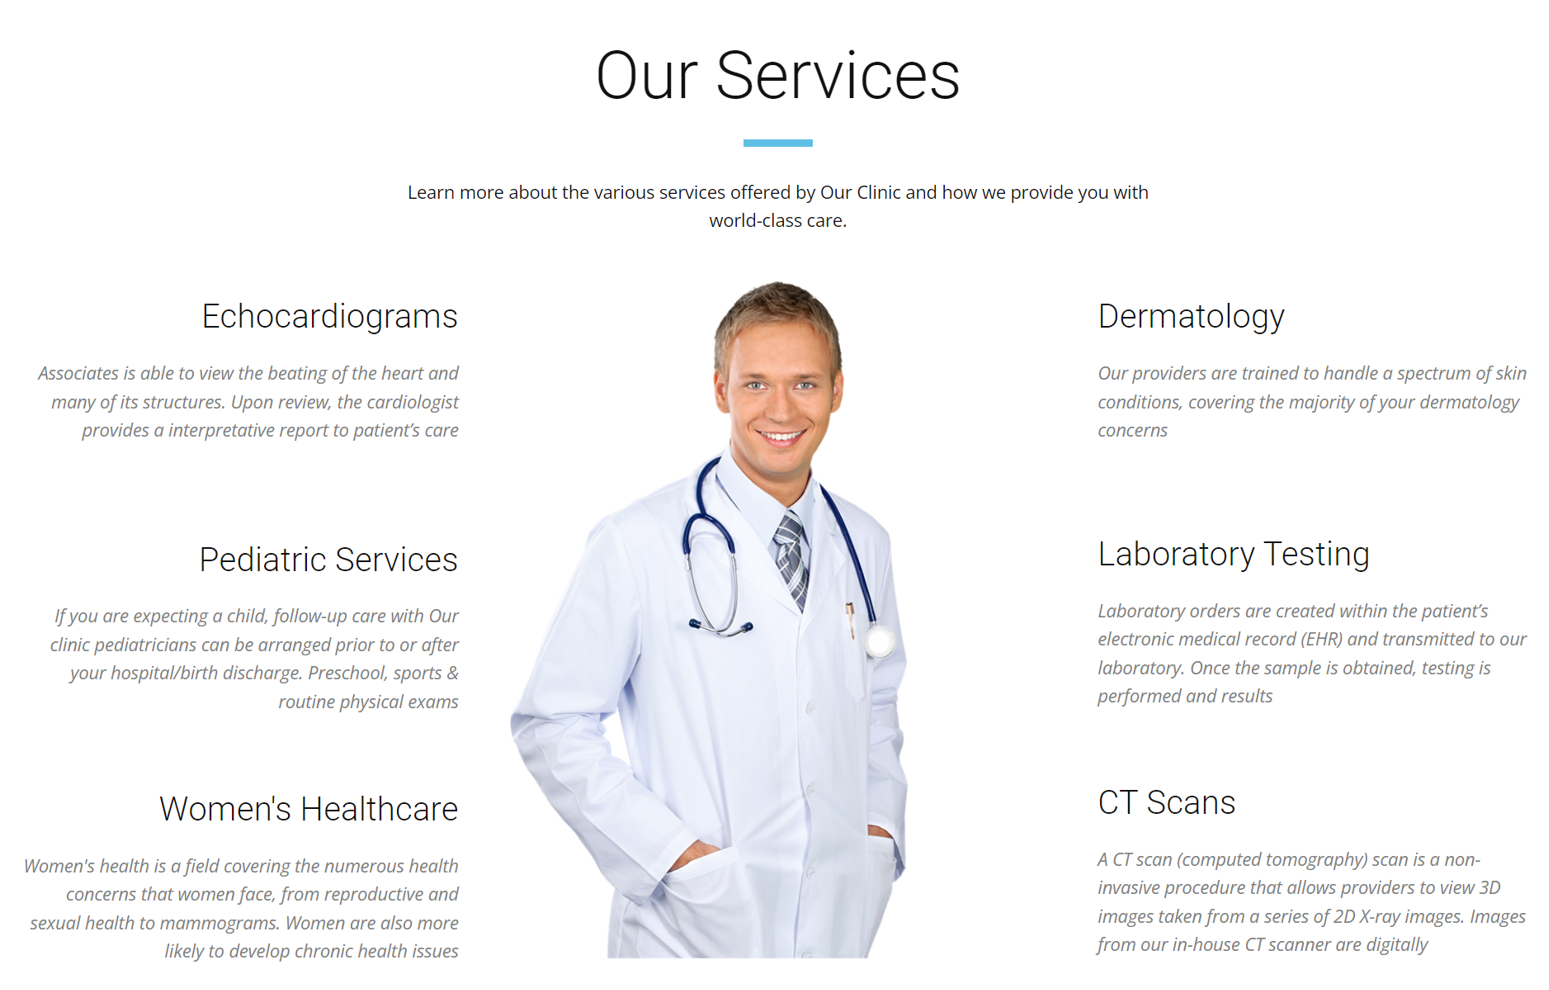 Our Services
Learn more about the various services offered by Our Clinic and how we provide you with
world-class care.
Echocardiograms
Associates is able to view the beating of the heart and
many of its structures. Upon review, the cardiologist
provides a interpretative report to patient’s care
Pediatric Services
If you are expecting a child, follow-up care with Our
clinic pediatricians can be arranged prior to or after
your hospital/birth discharge. Preschool, sports &
routine physical exams
Women's Healthcare
Women's health is a field covering the numerous health
concerns that women face, from reproductive and
sexual health to mammograms. Women are also more
likely to develop chronic health issues
Dermatology
Our providers are trained to handle a spectrum of skin
conditions, covering the majority of your dermatology
concerns
Laboratory Testing
Laboratory orders are created within the patient’s
electronic medical record (EHR) and transmitted to our
laboratory. Once the sample is obtained, testing is
performed and results
CT Scans
A CT scan (computed tomography) scan is a non-
invasive procedure that allows providers to view 3D
images taken from a series of 2D X-ray images. Images
from our in-house CT scanner are digitally